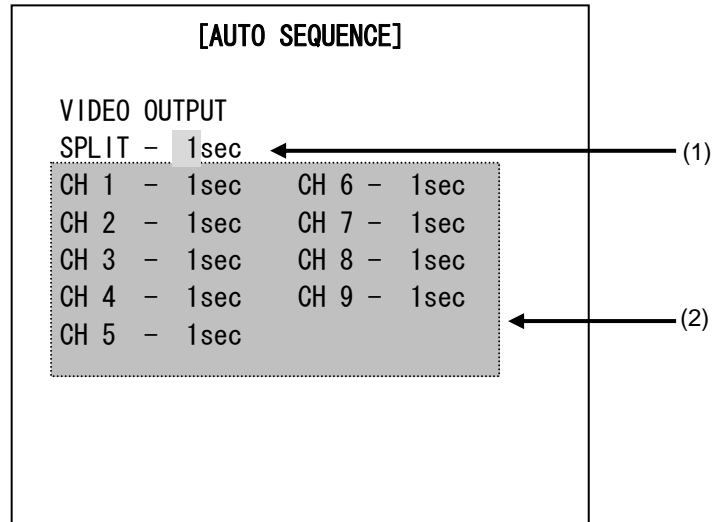 [AUTO SEQUENCE]
VIDEO OUTPUT
SPLIT - 1sec
(1)
CH 1 - 1sec CH 6 - 1sec
CH 2 - 1sec CH 7 - 1sec
CH 3 - 1sec CH 8 - 1sec
CH 4 - 1sec CH 9 - 1sec
(2)
CH 5 - 1sec